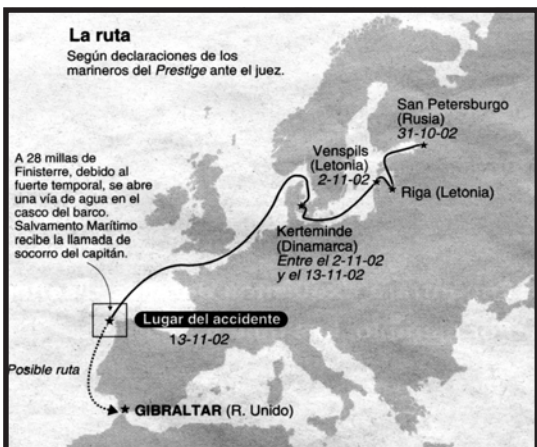 La ruta
Según declaraciones de los
marineros del Prestige ante el juez.
San Petersburgo
(Rusia)
31-10-02
Venspils
(Letonia)
2-11-02
Riga (Letonia)
A 28 millas de
Finisterre, debido al
fuerte temporal, se abre
una vía de agua en el
casco del barco.
Salvamento Marítimo
recibe la llamada de
socorro del capitán.
Kerteminde
(Dinamarca)
Entre el 2-11-02
y el 13-11-02
Lugar del accidente
13-11-02
Posible ruta
GIBRALTAR (R. Unido)